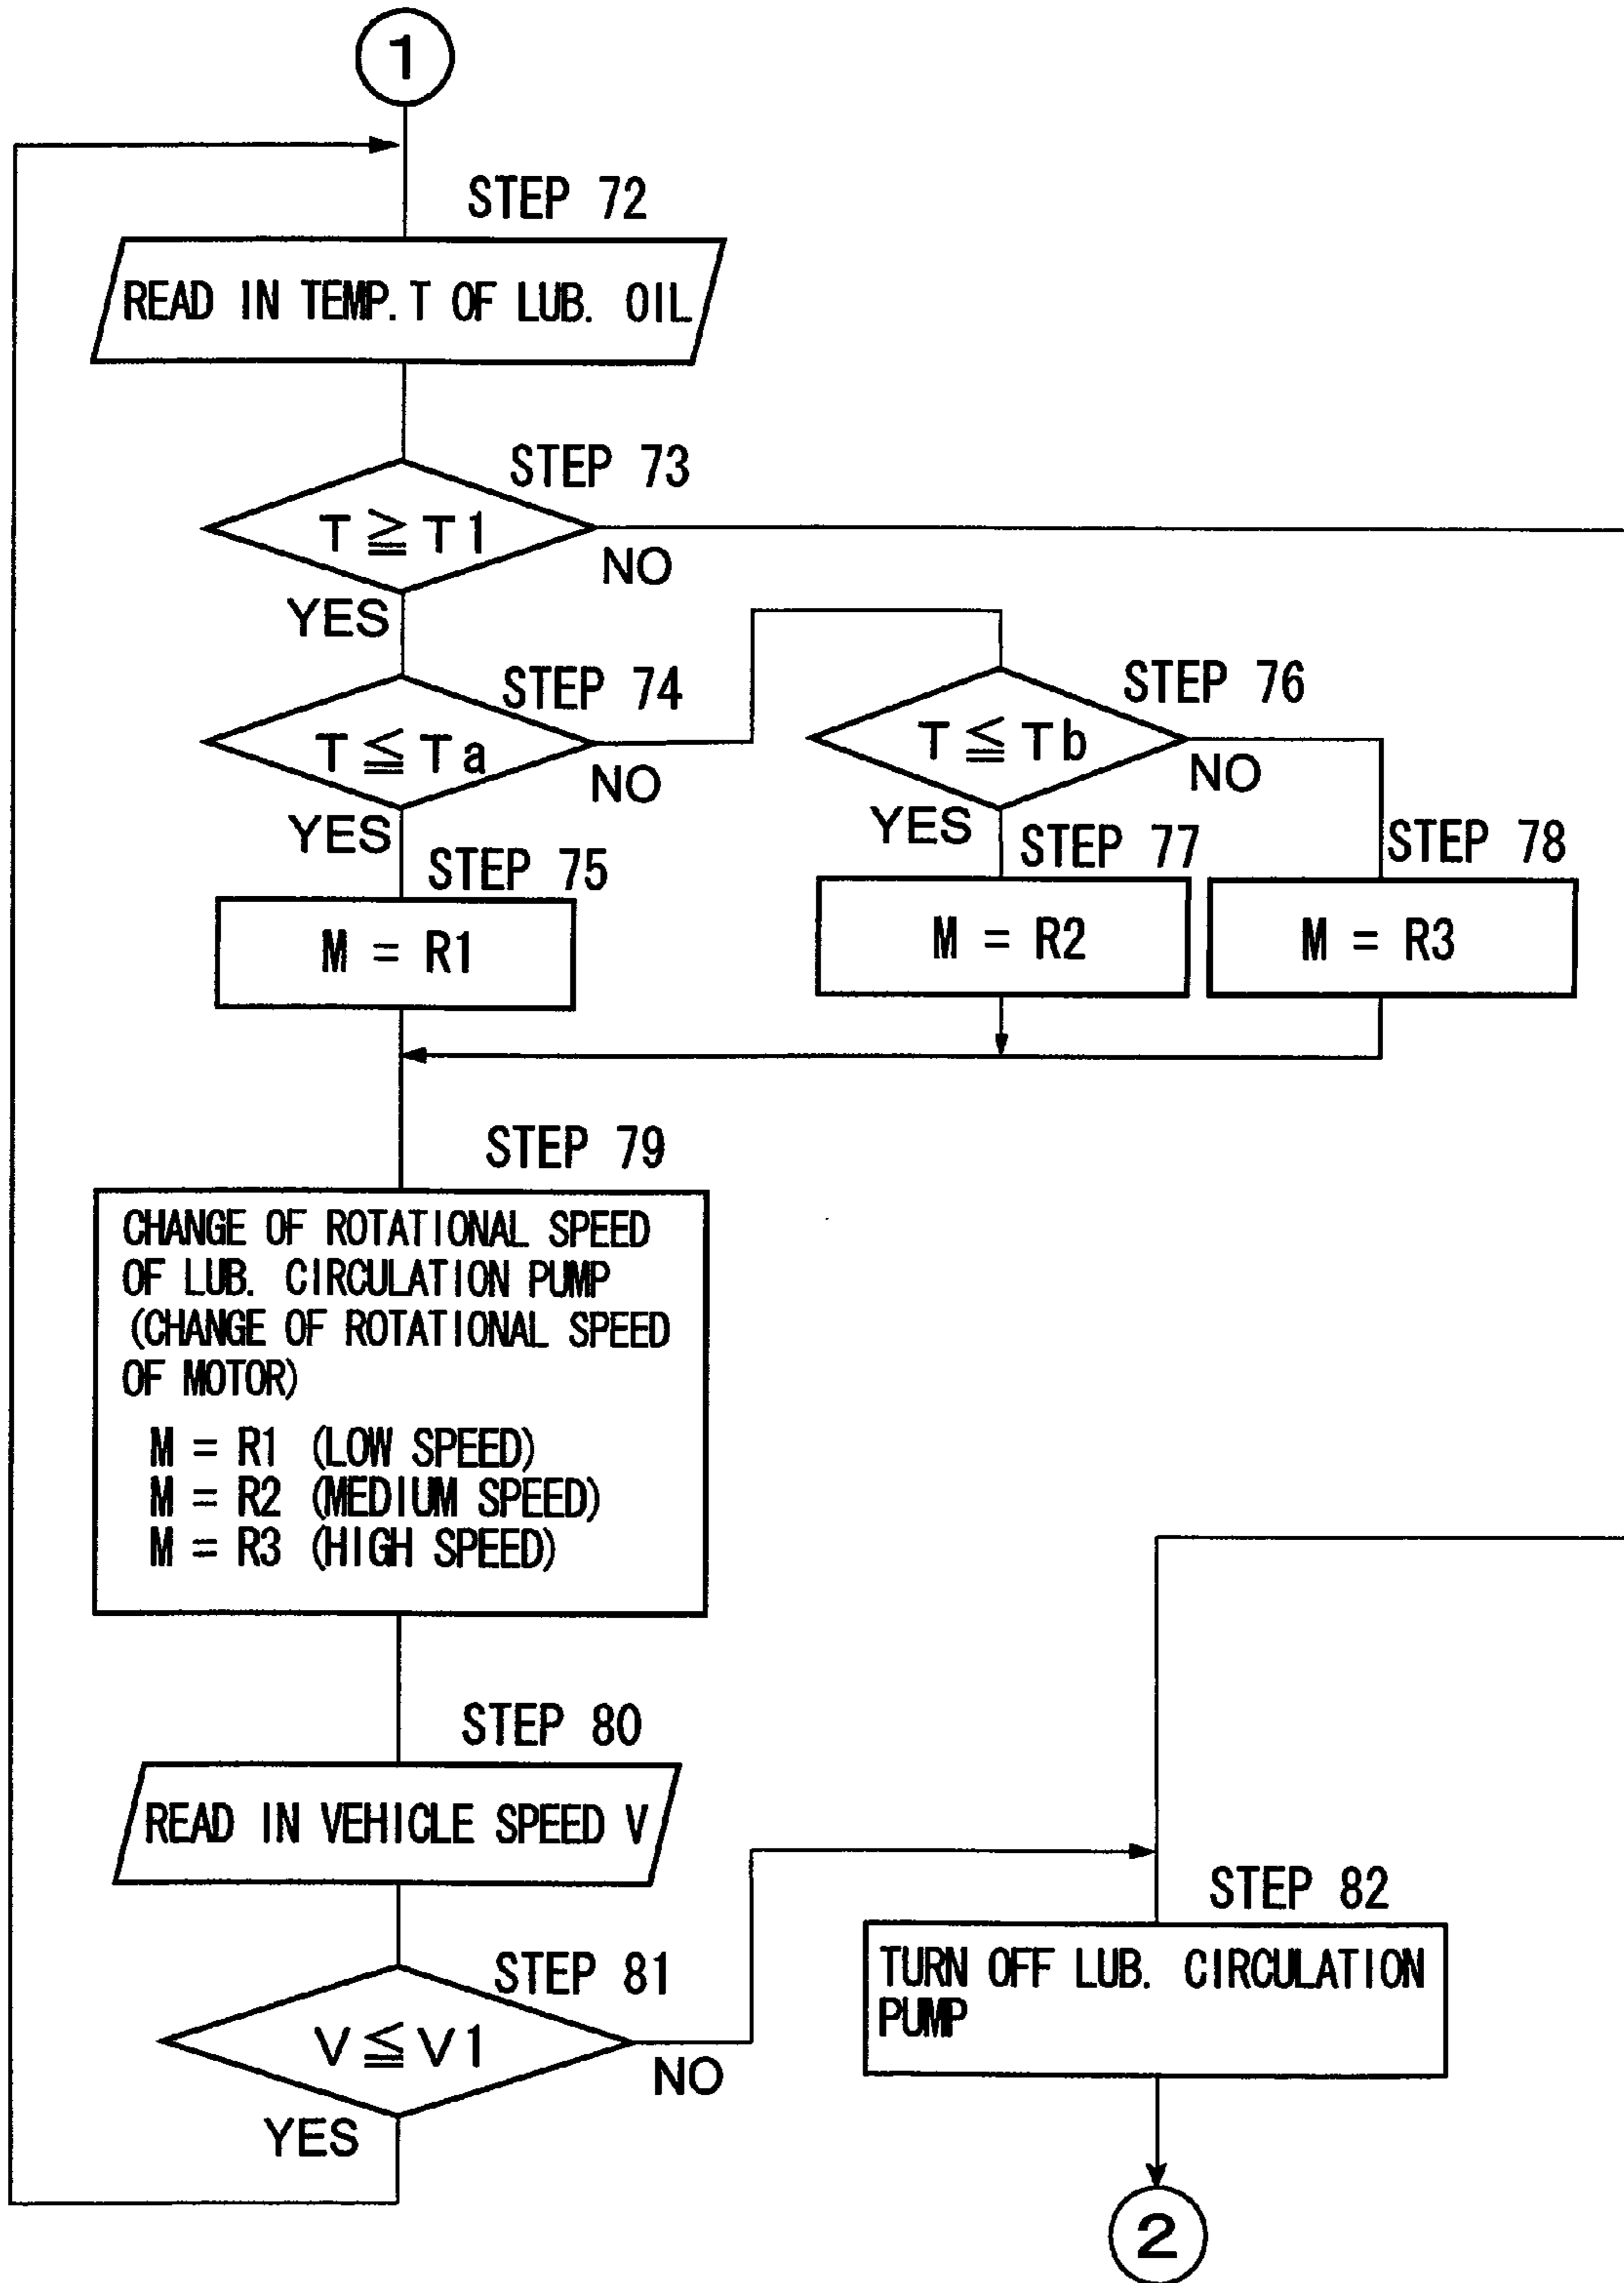 1
STEP 72
READ IN TEMP. T OF LUB. OIL
STEP 73
T ≧ T1
NO
YES
STEP 74
T ≦ Ta
NO
YES
STEP 76
T ≦ Tb
NO
YES
STEP 75
M = R1
STEP 77
M = R2
STEP 78
M = R3
STEP 79
CHANGE OF ROTATIONAL SPEED
OF LUB. CIRCULATION PUMP
(CHANGE OF ROTATIONAL SPEED
OF MOTOR)
M = R1 (LOW SPEED)
M = R2 (MEDIUM SPEED)
M = R3 (HIGH SPEED)
STEP 80
READ IN VEHICLE SPEED V
STEP 81
V ≦ V1
NO
YES
STEP 82
TURN OFF LUB. CIRCULATION
PUMP
2